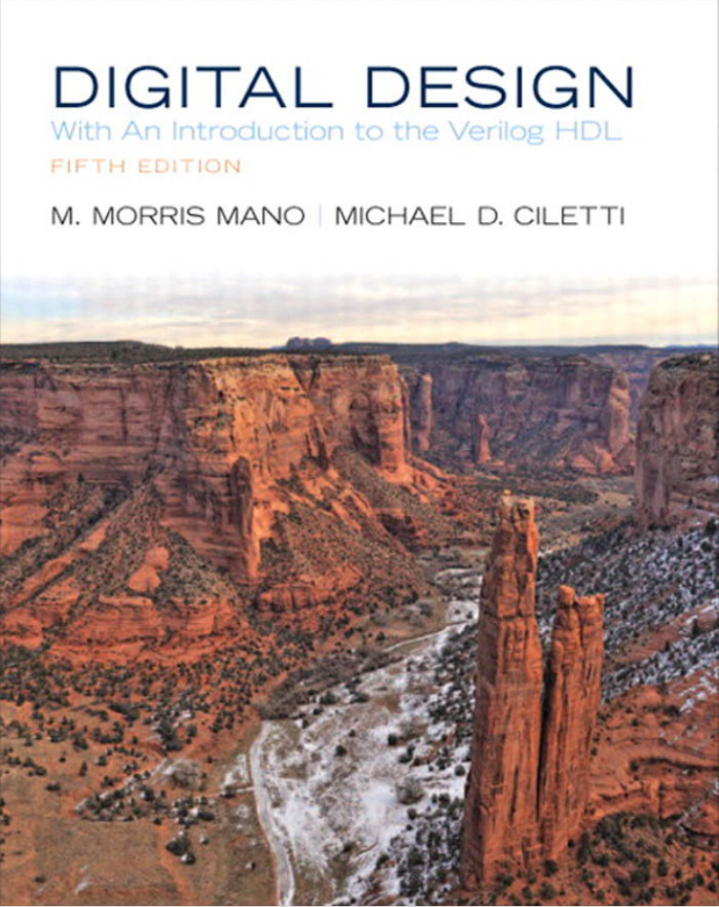 DIGITAL DESIGN
With An Introduction to the Verilog HDL
FIFTH EDITION
M. MORRIS MANO | MICHAEL D. CILETTI